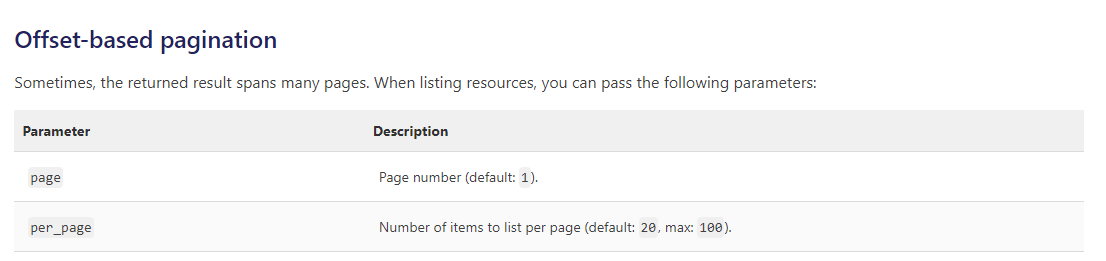 Offset-based pagination
Sometimes, the returned result spans many pages. When listing resources, you can pass the following parameters:
Parameter Description
page Page number (default: 1).
per_page Number of items to list per page (default: 20, max: 100).